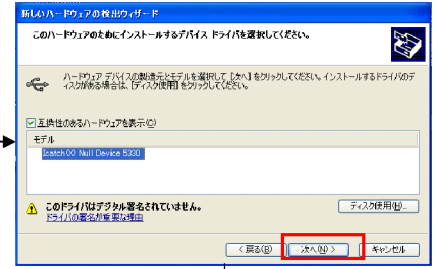 新しいハードウェアの検出ウィザード
このハードウェアのためにインストールするデバイス ドライバを選択してください。
ハードウェア デバイスの製造元とモデルを選択して [次へ] をクリックしてください。インストールするドライバのデ
ィスクがある場合は、[ディスク使用] をクリックしてください。
互換性のあるハードウェアを表示(C)
モデル
Icatch(X) Null Device 5330
このドライバはデジタル署名されていません。
ディスク使用(H)...
ドライバの署名が重要な理由
< 戻る(B)
次へ(N) >
キャンセル